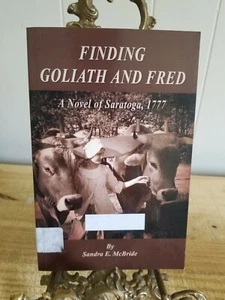 FINDING
GOLIATH AND FRED
A Novel of Saratoga, 1777
By
Sandra E. McBride